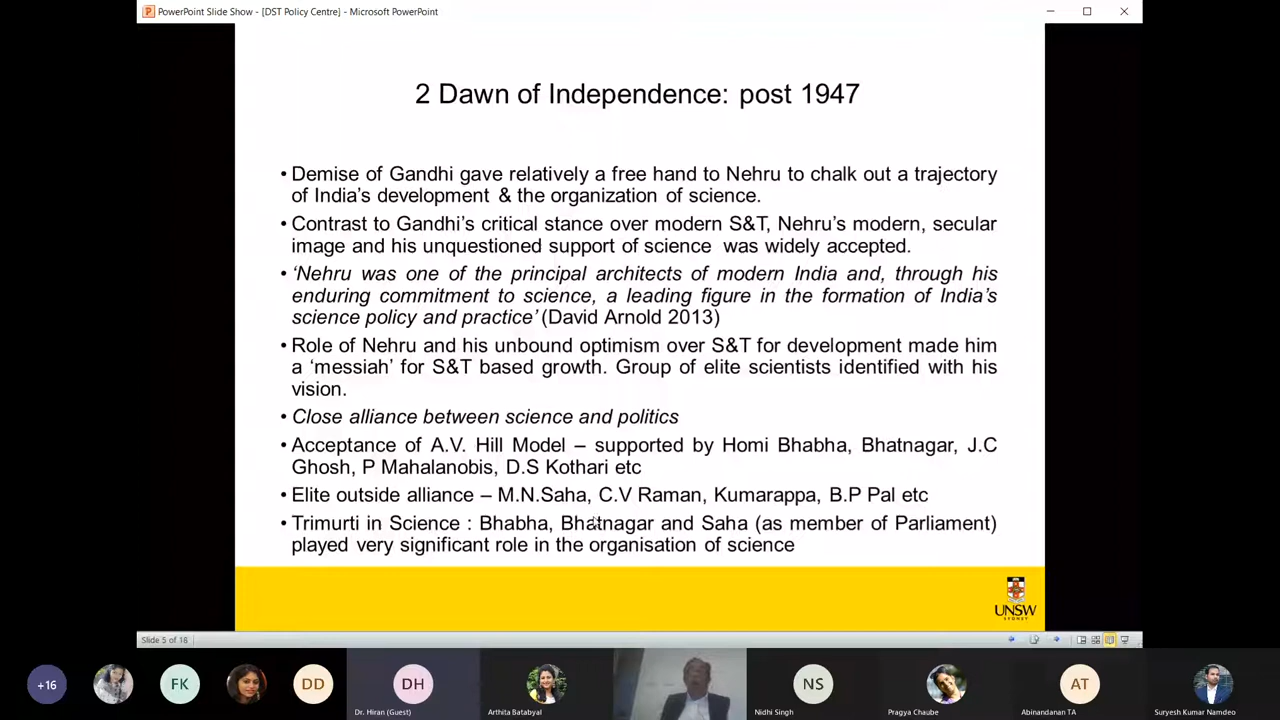 PowerPoint Slide Show - [DST Policy Centre] - Microsoft PowerPoint
2 Dawn of Independence: post 1947
• Demise of Gandhi gave relatively a free hand to Nehru to chalk out a trajectory
of India's development & the organization of science.
• Contrast to Gandhi's critical stance over modern S&T, Nehru's modern, secular
image and his unquestioned support of science was widely accepted.
• 'Nehru was one of the principal architects of modern India and, through his
enduring commitment to science, a leading figure in the formation of India's
science policy and practice' (David Arnold 2013)
• Role of Nehru and his unbound optimism over S&T for development made him
a 'messiah' for S&T based growth. Group of elite scientists identified with his
vision.
• Close alliance between science and politics
• Acceptance of A.V. Hill Model – supported by Homi Bhabha, Bhatnagar, J.C
Ghosh, P Mahalanobis, D.S Kothari etc
• Elite outside alliance – M.N.Saha, C.V Raman, Kumarappa, B.P Pal etc
• Trimurti in Science : Bhabha, Bhatnagar and Saha (as member of Parliament)
played very significant role in the organisation of science
UNSW
SYDNEY
Slide 5 of 18
+16
FK
DD
DH
NS
AT
Dr. Hiran (Guest)
Arthita Batabyal
Nidhi Singh
Pragya Chaube
Abinandanan TA
Suryesh Kumar Namdeo